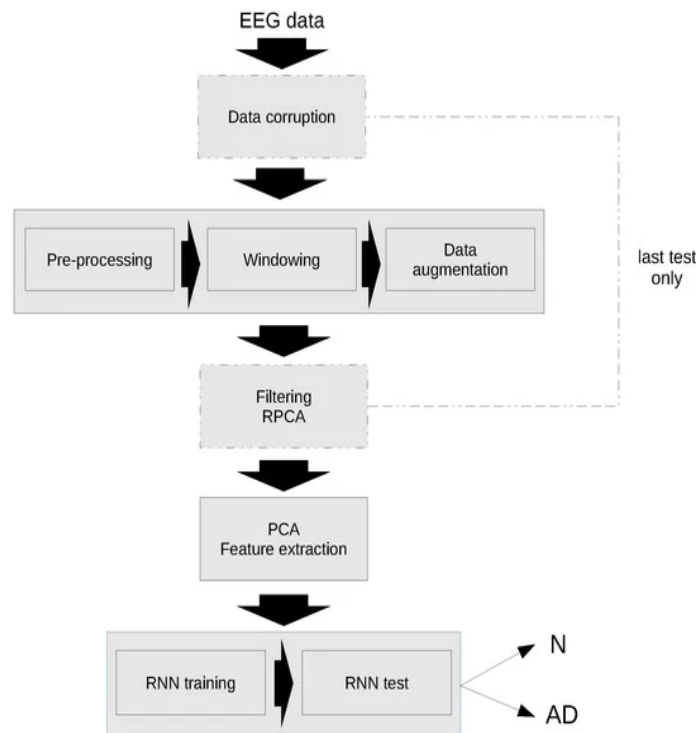 EEG data
Data corruption
Pre-processing
Windowing
Data
augmentation
last test
only
Filtering
RPCA
PCA
Feature extraction
RNN training
RNN test
N
AD